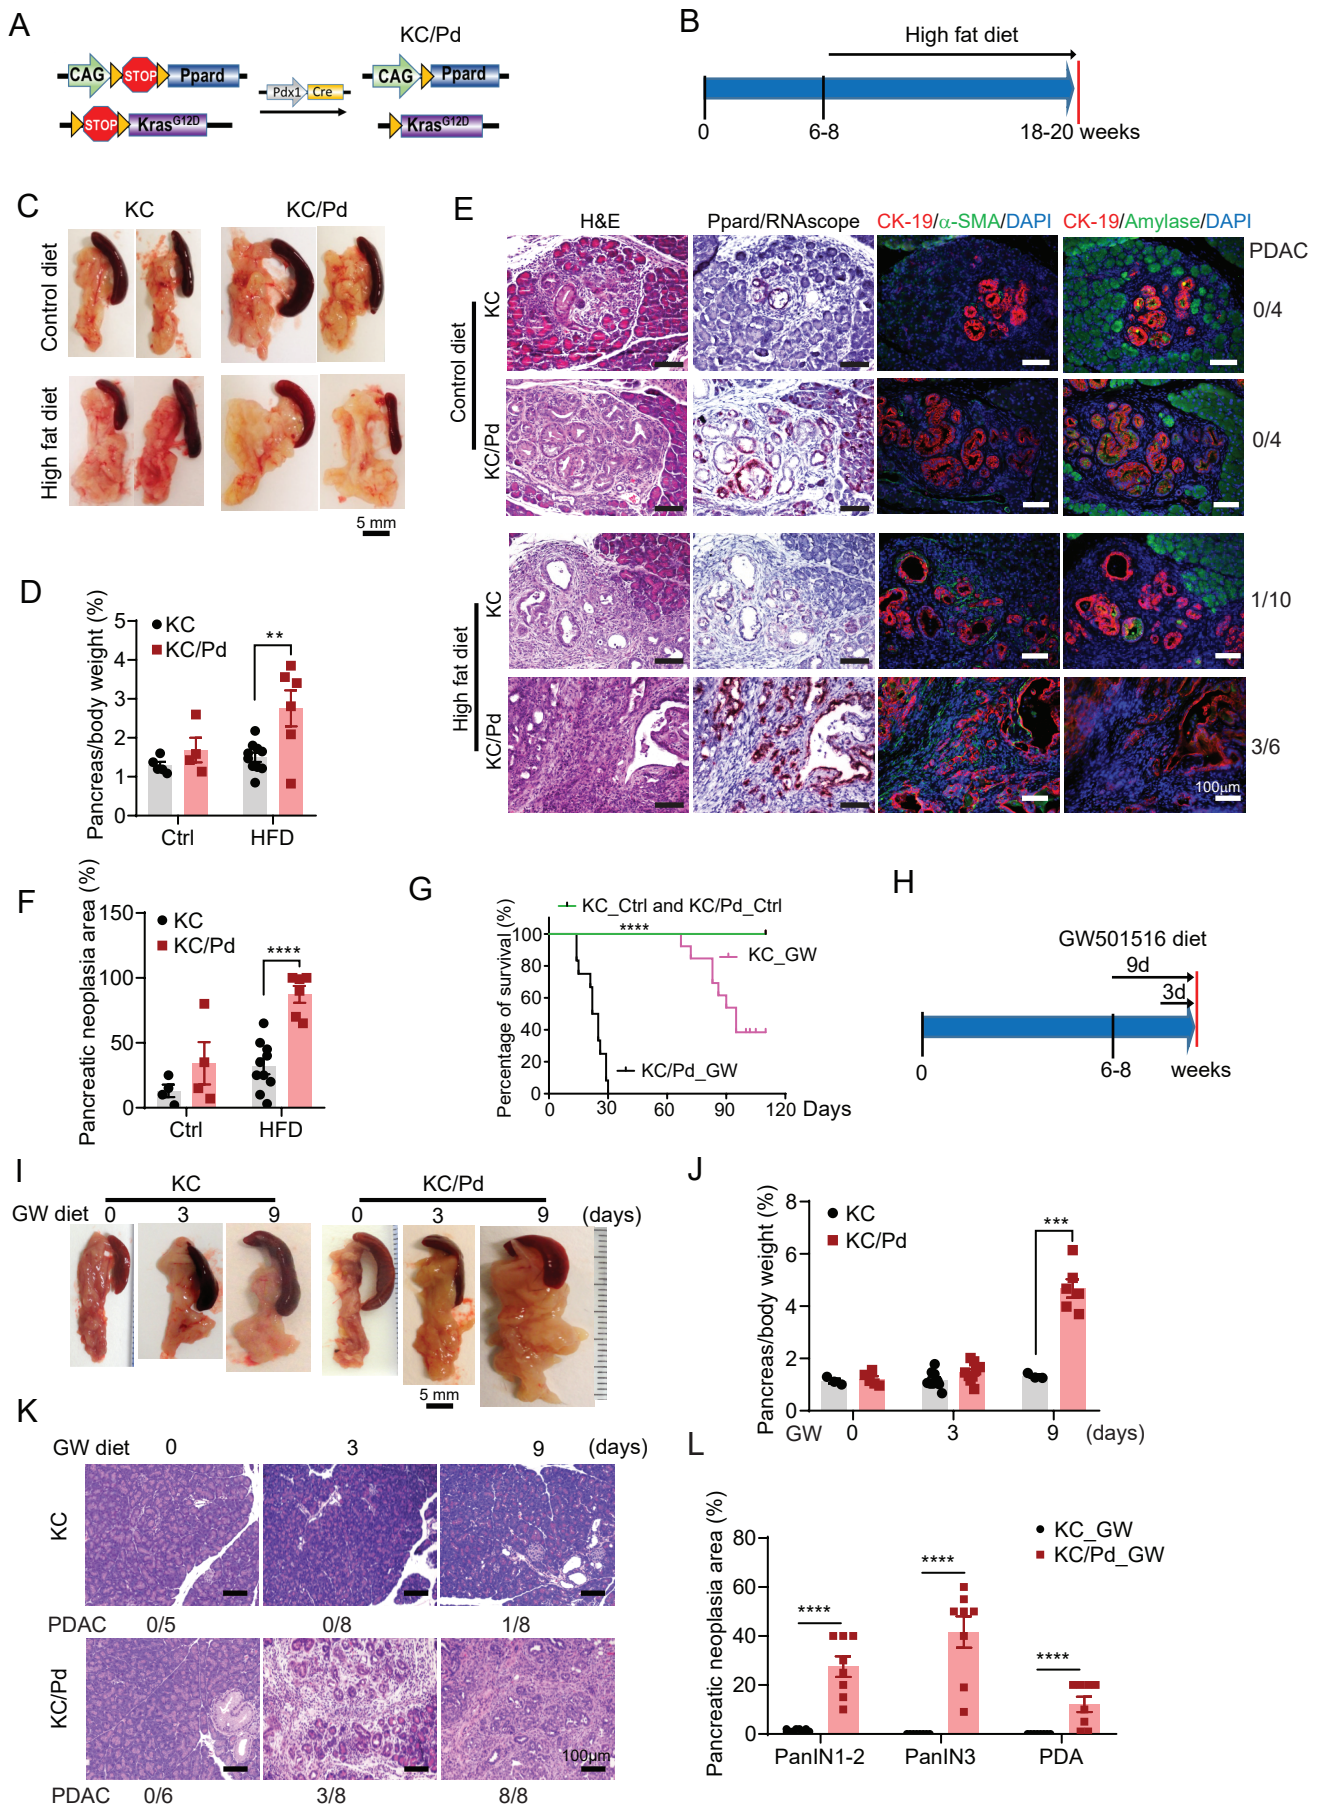 A
KC/Pd
CAG STOP Ppard
Pdx1 Cre
CAG Ppard
STOP KrasG12D
KrasG12D
B
High fat diet
0 6-8 18-20 weeks
C
KC KC/Pd
Control diet
High fat diet
5 mm
D
Pancreas/body weight (%)
5
4
3
2
1
0
KC
KC/Pd
**
Ctrl HFD
E
H&E Ppard/RNAscope CK-19/α-SMA/DAPI CK-19/Amylase/DAPI
PDAC
Control diet
KC
0/4
KC/Pd
0/4
High fat diet
KC
1/10
KC/Pd
3/6
100μm
F
Pancreatic neoplasia area (%)
150
100
50
0
KC
KC/Pd
****
Ctrl HFD
G
Percentage of survival (%)
100
80
60
40
20
0
KC_Ctrl and KC/Pd_Ctrl
****
KC_GW
KC/Pd_GW
0 30 60 90 120 Days
H
GW501516 diet
9d
3d
0 6-8 weeks
I
KC KC/Pd
GW diet 0 3 9 0 3 9 (days)
5 mm
J
Pancreas/body weight (%)
8
6
4
2
0
KC
KC/Pd
***
GW 0 3 9 (days)
K
GW diet 0 3 9 (days)
KC
PDAC 0/5 0/8 1/8
KC/Pd
100μm
PDAC 0/6 3/8 8/8
L
Pancreatic neoplasia area (%)
80
60
40
20
0
KC_GW
KC/Pd_GW
****
****
****
PanIN1-2 PanIN3 PDA